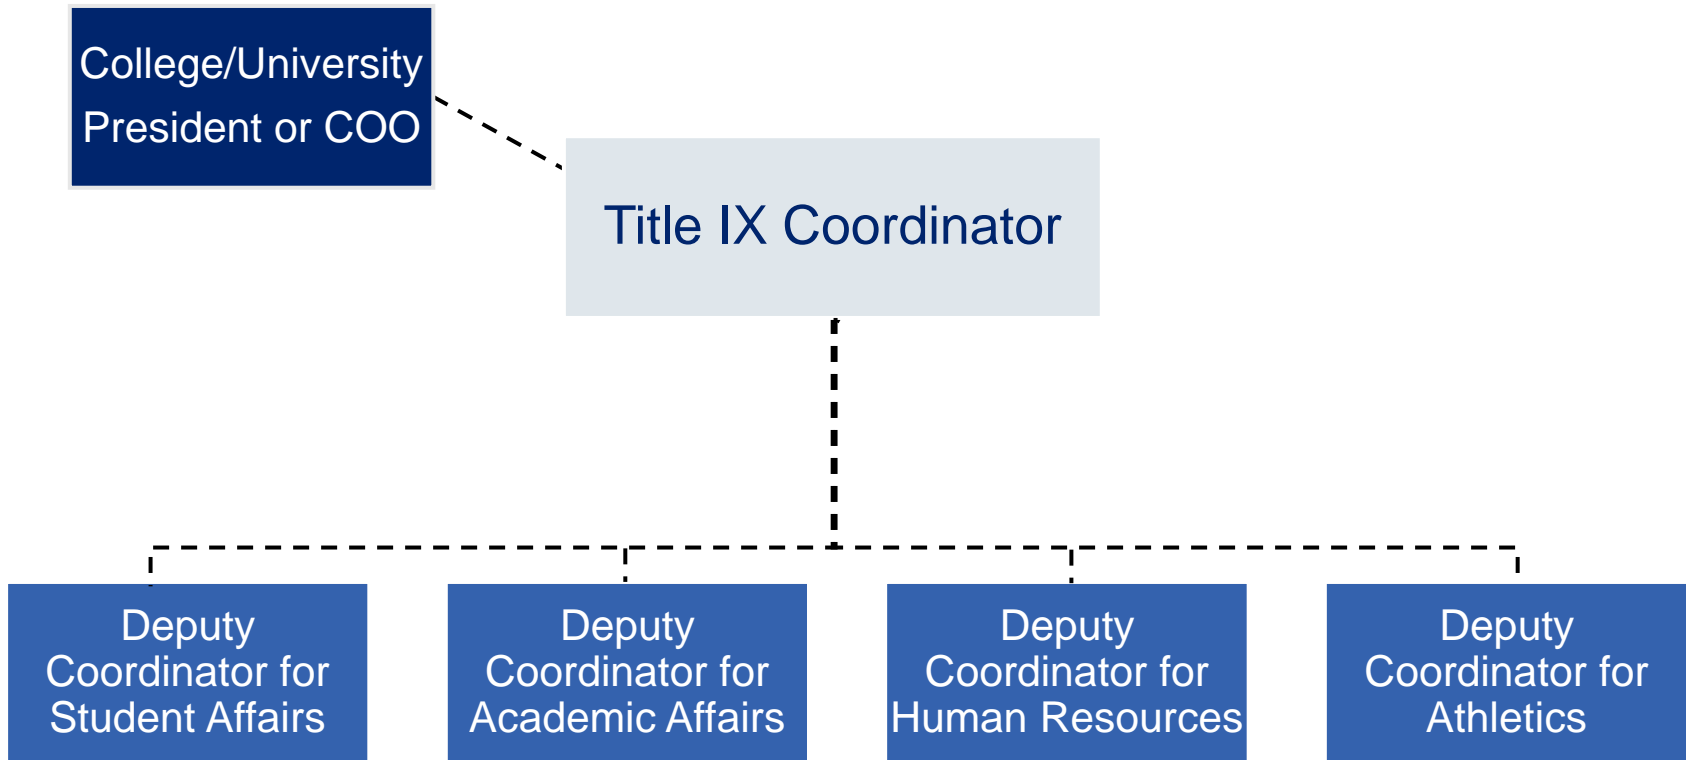 College/University
President or COO
Title IX Coordinator
Deputy
Coordinator for
Student Affairs
Deputy
Coordinator for
Academic Affairs
Deputy
Coordinator for
Human Resources
Deputy
Coordinator for
Athletics